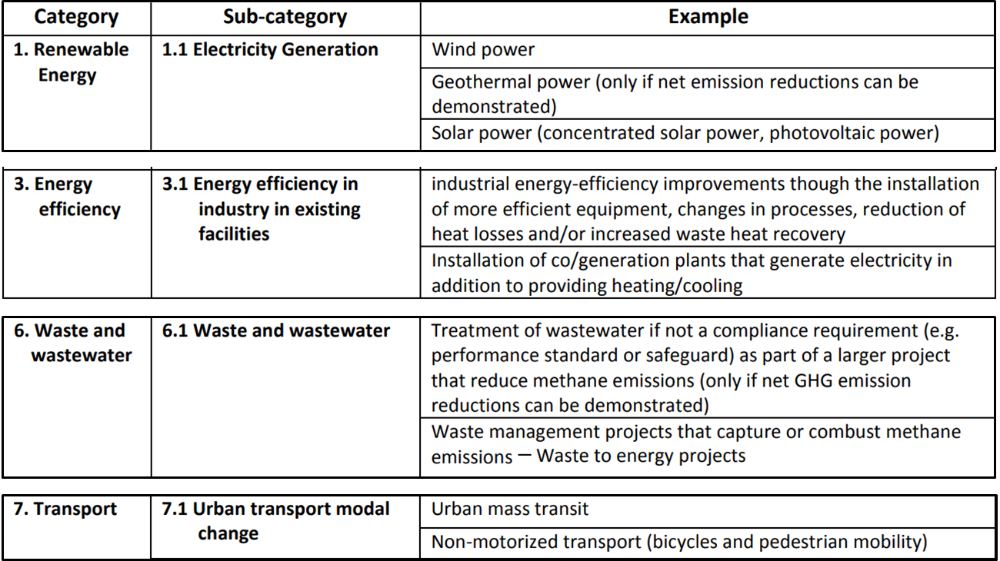 Category Sub-category Example
1. Renewable
Energy
1.1 Electricity Generation
Wind power
Geothermal power (only if net emission reductions can be
demonstrated)
Solar power (concentrated solar power, photovoltaic power)
3. Energy
efficiency
3.1 Energy efficiency in
industry in existing
facilities
industrial energy-efficiency improvements though the installation
of more efficient equipment, changes in processes, reduction of
heat losses and/or increased waste heat recovery
Installation of co/generation plants that generate electricity in
addition to providing heating/cooling
6. Waste and
wastewater
6.1 Waste and wastewater
Treatment of wastewater if not a compliance requirement (e.g.
performance standard or safeguard) as part of a larger project
that reduce methane emissions (only if net GHG emission
reductions can be demonstrated)
Waste management projects that capture or combust methane
emissions — Waste to energy projects
7. Transport
7.1 Urban transport modal
change
Urban mass transit
Non-motorized transport (bicycles and pedestrian mobility)